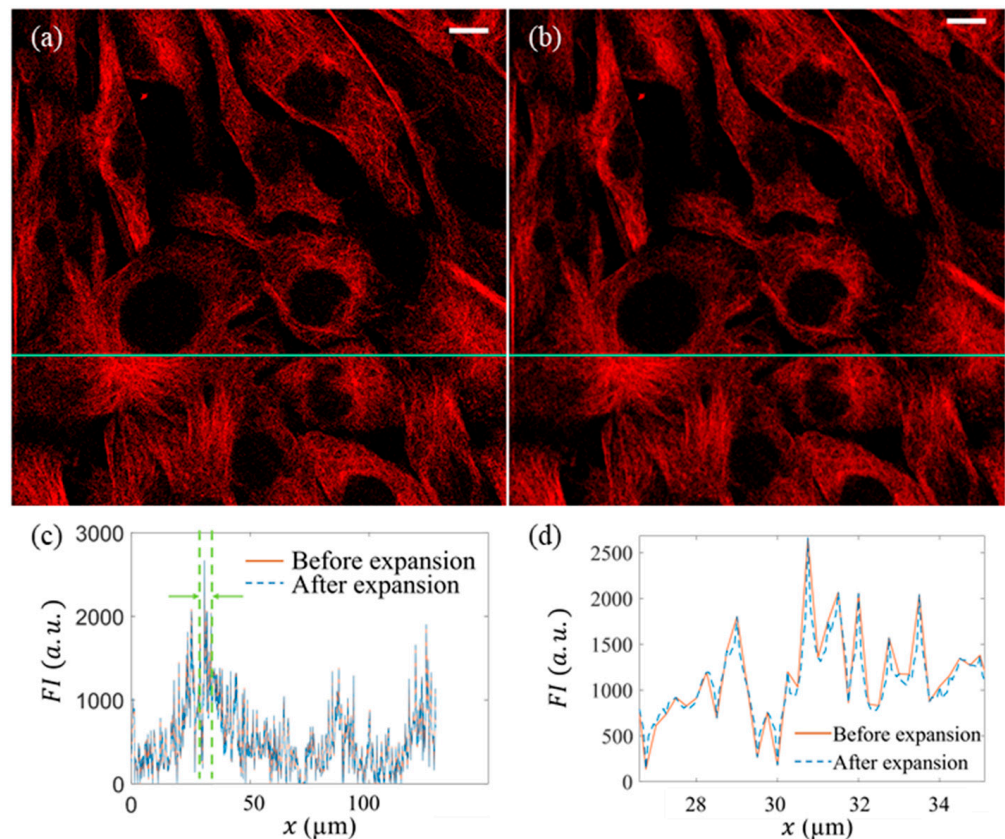 (a)
(b)
(c)
3000
2000
1000
0
FI (a.u.)
Before expansion
After expansion
0
50
100
x (μm)
(d)
2500
2000
1500
1000
500
0
FI (a.u.)
Before expansion
After expansion
28
30
32
34
x (μm)